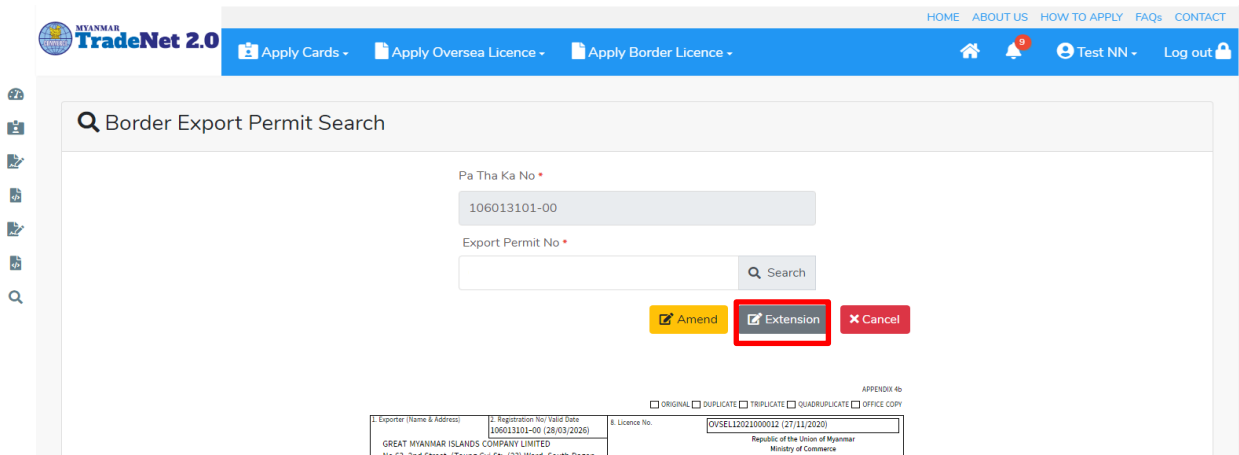 HOME ABOUT US HOW TO APPLY FAQs CONTACT
MYANMAR
TradeNet 2.0
Apply Cards
Apply Oversea Licence
Apply Border Licence
9
Test NN
Log out
Border Export Permit Search
Pa Tha Ka No *
106013101-00
Export Permit No *
Search
Amend
Extension
Cancel
APPENDIX 4b
ORIGINAL DUPLICATE TRIPLICATE QUADRUPLICATE OFFICE COPY
1. Exporter (Name & Address)
2. Registration No/ Valid Date
106013101-00 (28/03/2026)
8. Licence No.
OVSEL12021000012 (27/11/2020)
GREAT MYANMAR ISLANDS COMPANY LIMITED
Republic of the Union of Myanmar
Ministry of Commerce